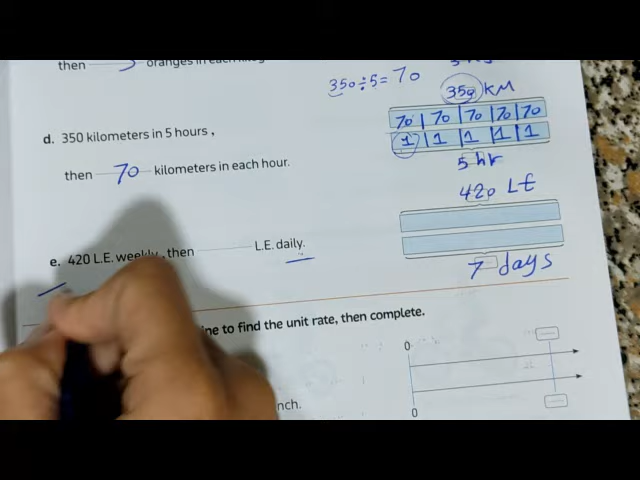 then 5 oranges in each
350 ÷ 5 = 70
350 KM
70 70 70 70 70
1 1 1 1 1
5 hr
d. 350 kilometers in 5 hours ,
then 70 kilometers in each hour.
420 LE
e. 420 L.E. weekly, then L.E. daily.
7 days
to find the unit rate, then complete.
0
0
nch.